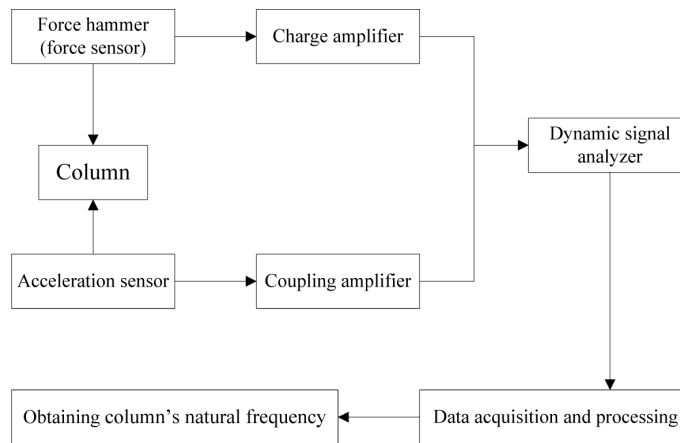 Force hammer
(force sensor)
Charge amplifier
Dynamic signal
analyzer
Column
Acceleration sensor
Coupling amplifier
Obtaining column's natural frequency
Data acquisition and processing